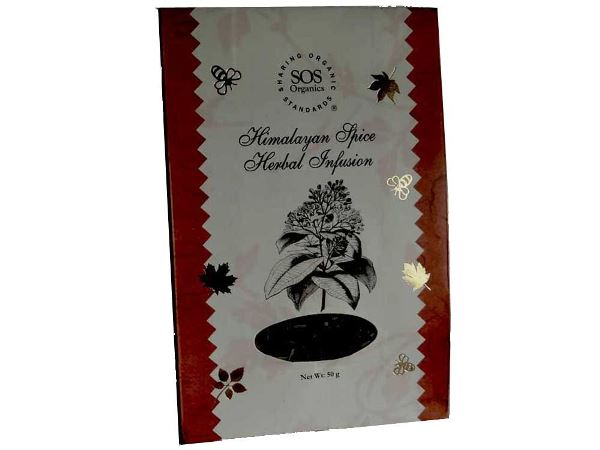 SHARING ORGANIC
SOS
Organics
STANDARDS ®
Himalayan Spice
Herbal Infusion
Net Wt: 50 g